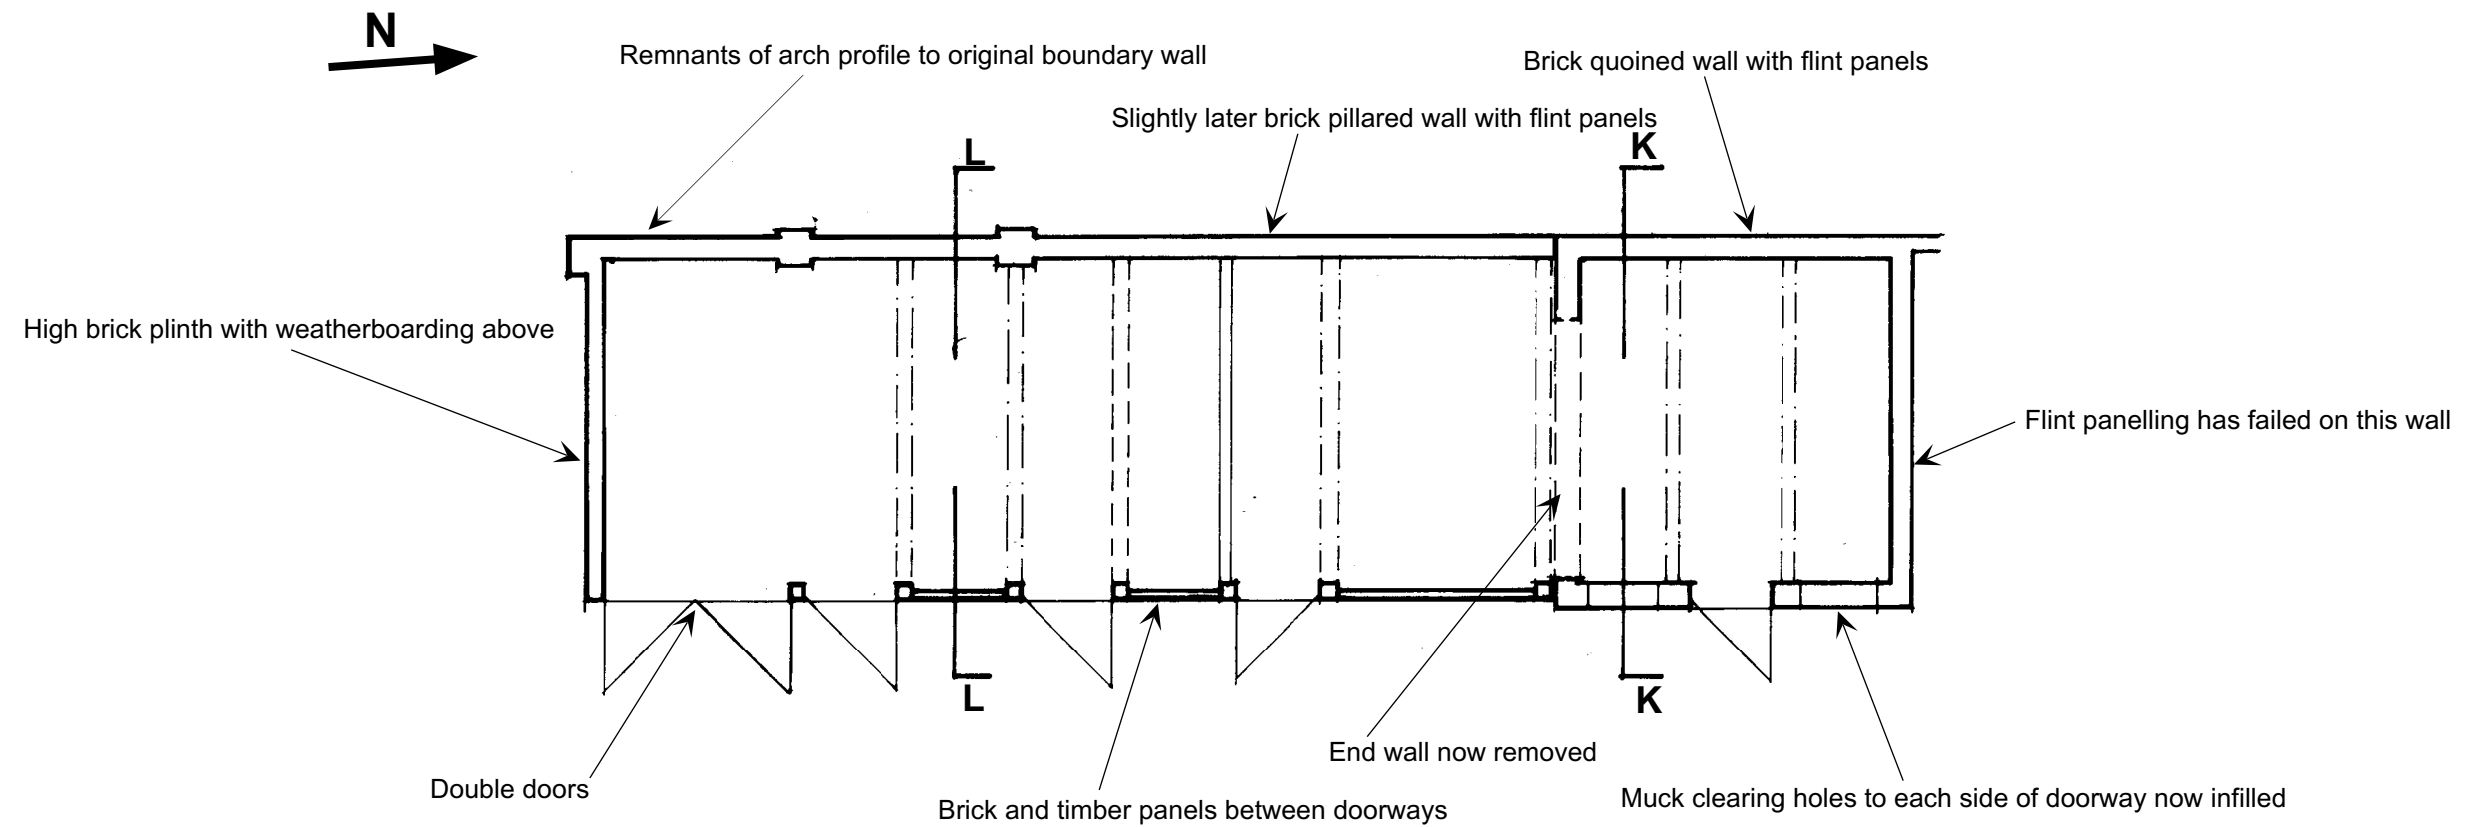 N
Remnants of arch profile to original boundary wall
Brick quoined wall with flint panels
Slightly later brick pillared wall with flint panels
L
K
High brick plinth with weatherboarding above
Flint panelling has failed on this wall
L
K
End wall now removed
Double doors
Brick and timber panels between doorways
Muck clearing holes to each side of doorway now infilled